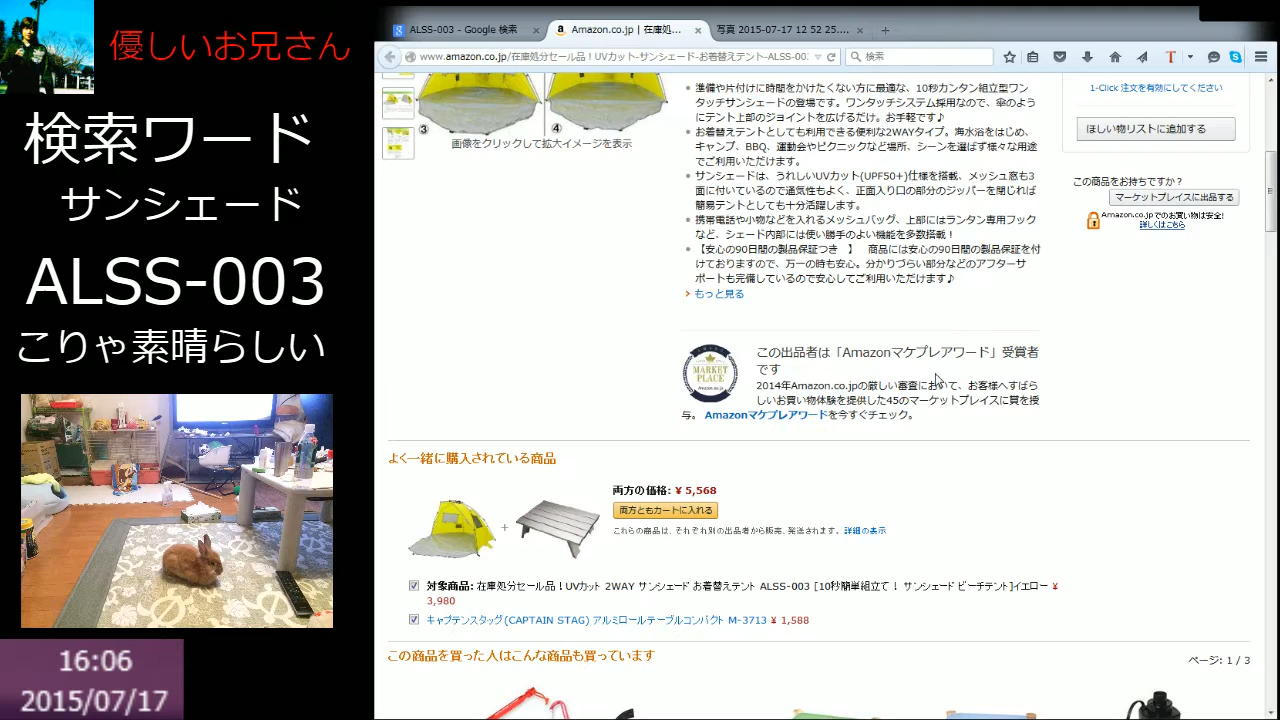 優しいお兄さん
検索ワード
サンシェード
ALSS-003
こりゃ素晴らしい
16:06
2015/07/17
ALSS-003 - Google 検索
Amazon.co.jp | 在庫処...
写真 2015-07-17 12 52 25....
www.amazon.co.jp/在庫処分セール品！UVカット-サンシェード-お着替えテント-ALSS-00
検索
③
④
画像をクリックして拡大イメージを表示
準備や片付けに時間をかけたくない方に最適な、10秒カンタン組立型ワン
タッチサンシェードの登場です。ワンタッチシステム採用なので、傘のよう
にテント上部のジョイントを広げるだけ。お手軽です♪
お着替えテントとしても利用できる便利な2WAYタイプ。海水浴をはじめ、
キャンプ、BBQ、運動会やピクニックなど場所、シーンを選ばず様々な用途
でご利用いただけます。
サンシェードは、うれしいUVカット(UPF50+)仕様を搭載、メッシュ窓も3
面に付いているので通気性もよく、正面入り口の部分のジッパーを閉じれば
簡易テントとしても十分活躍します。
携帯電話や小物などを入れるメッシュバッグ、上部にはランタン専用フック
など、シェード内部には使い勝手のよい機能を多数搭載！
【安心の90日間の製品保証つき 】 商品には安心の90日間の製品保証を付
けておりますので、万一の時も安心。分かりづらい部分などのアフターサ
ポートも完備しているので安心してご利用いただけます♪
もっと見る
1-Click 注文を有効にしてください
ほしい物リストに追加する
この商品をお持ちですか？
マーケットプレイスに出品する
Amazon.co.jpでのお買い物は安全!
詳しくはこちら
MARKET
PLACE
この出品者は「Amazonマケプレアワード」受賞者
です
2014年Amazon.co.jpの厳しい審査において、お客様へすばら
しいお買い物体験を提供した45のマーケットプレイスに賞を授
与。 Amazonマケプレアワードを今すぐチェック。
よく一緒に購入されている商品
両方の価格: ￥ 5,568
両方ともカートに入れる
これらの商品は、それぞれ別の出品者から販売、発送されます。 詳細の表示
+
対象商品: 在庫処分セール品！UVカット 2WAY サンシェード お着替えテント ALSS-003 [10秒簡単組立て！ サンシェード ビーチテント]イエロー ￥
3,980
キャプテンスタッグ(CAPTAIN STAG) アルミロールテーブルコンパクト M-3713 ￥ 1,588
この商品を買った人はこんな商品も買っています
ページ: 1 / 3